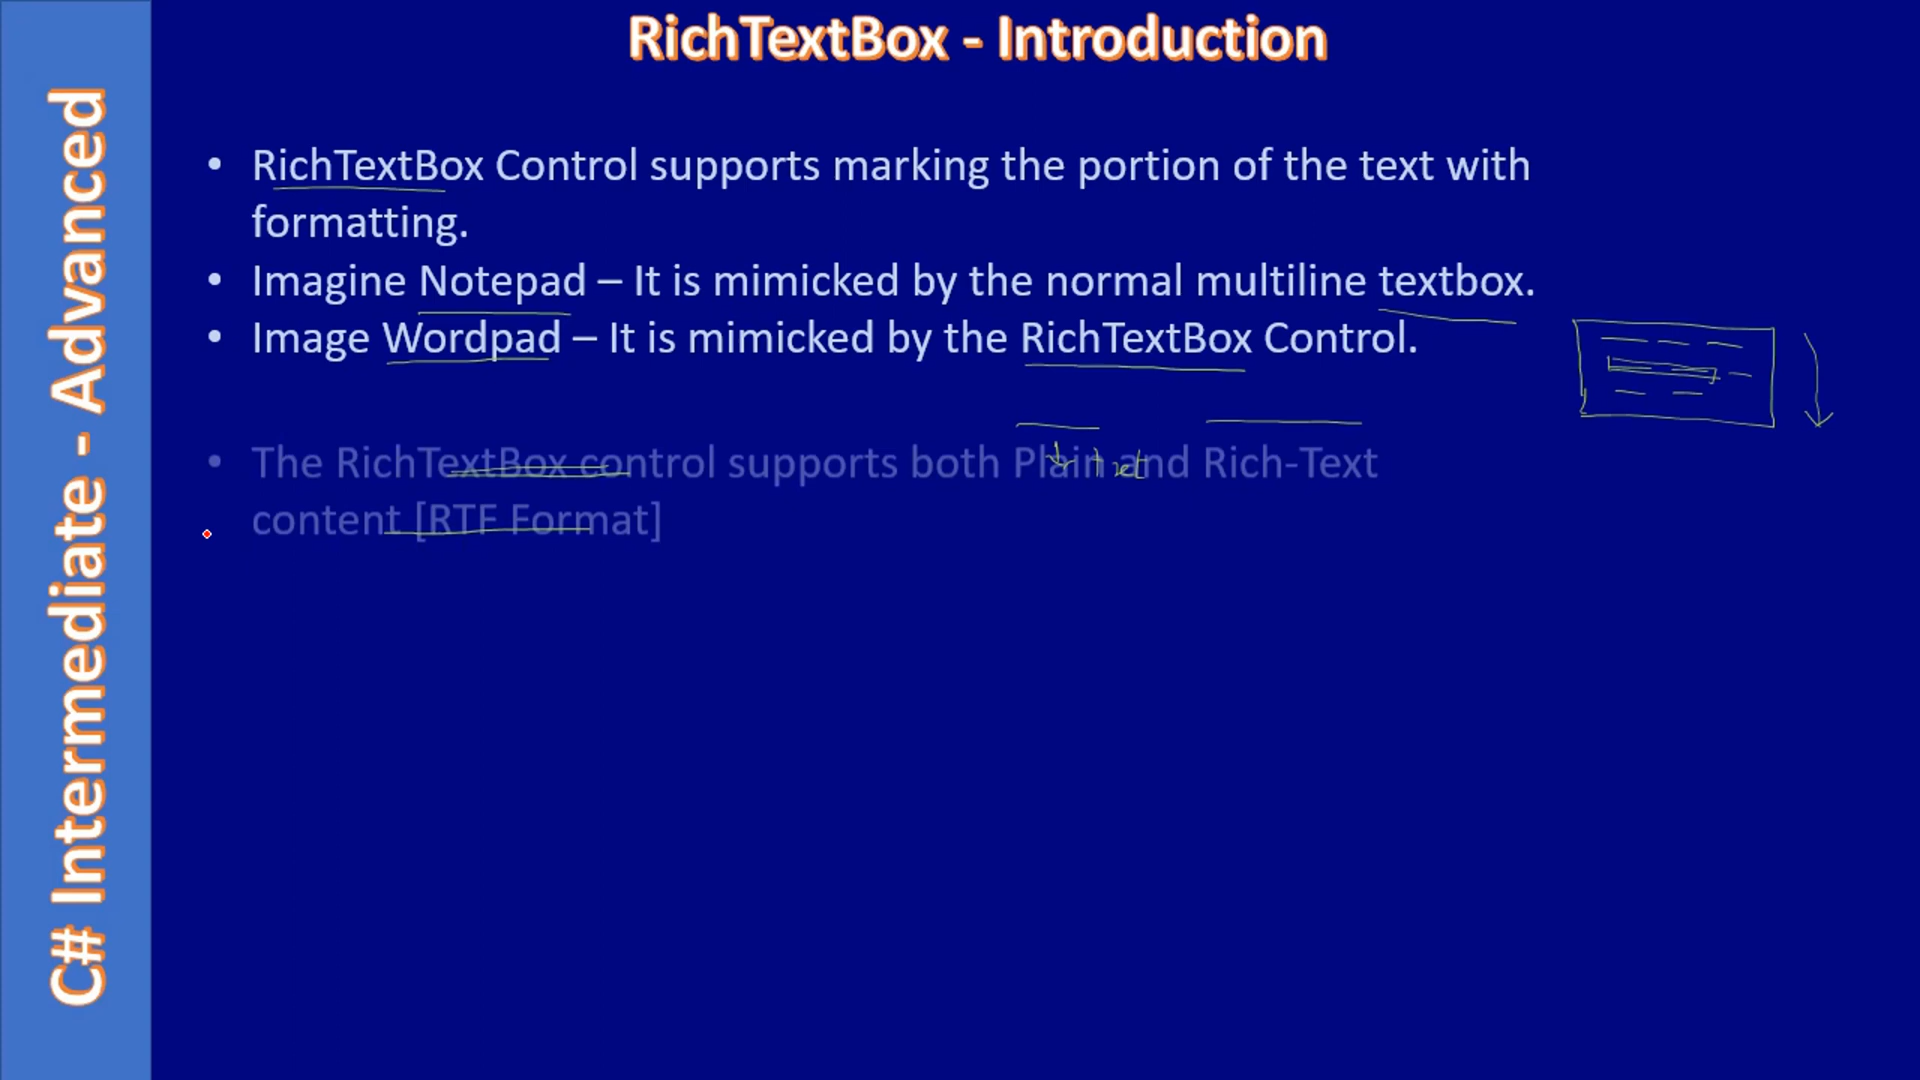 RichTextBox - Introduction
C# Intermediate - Advanced
• RichTextBox Control supports marking the portion of the text with
formatting.
• Imagine Notepad – It is mimicked by the normal multiline textbox.
• Image Wordpad – It is mimicked by the RichTextBox Control.
• The RichTextBox control supports both Plain and Rich-Text
content [RTF Format]